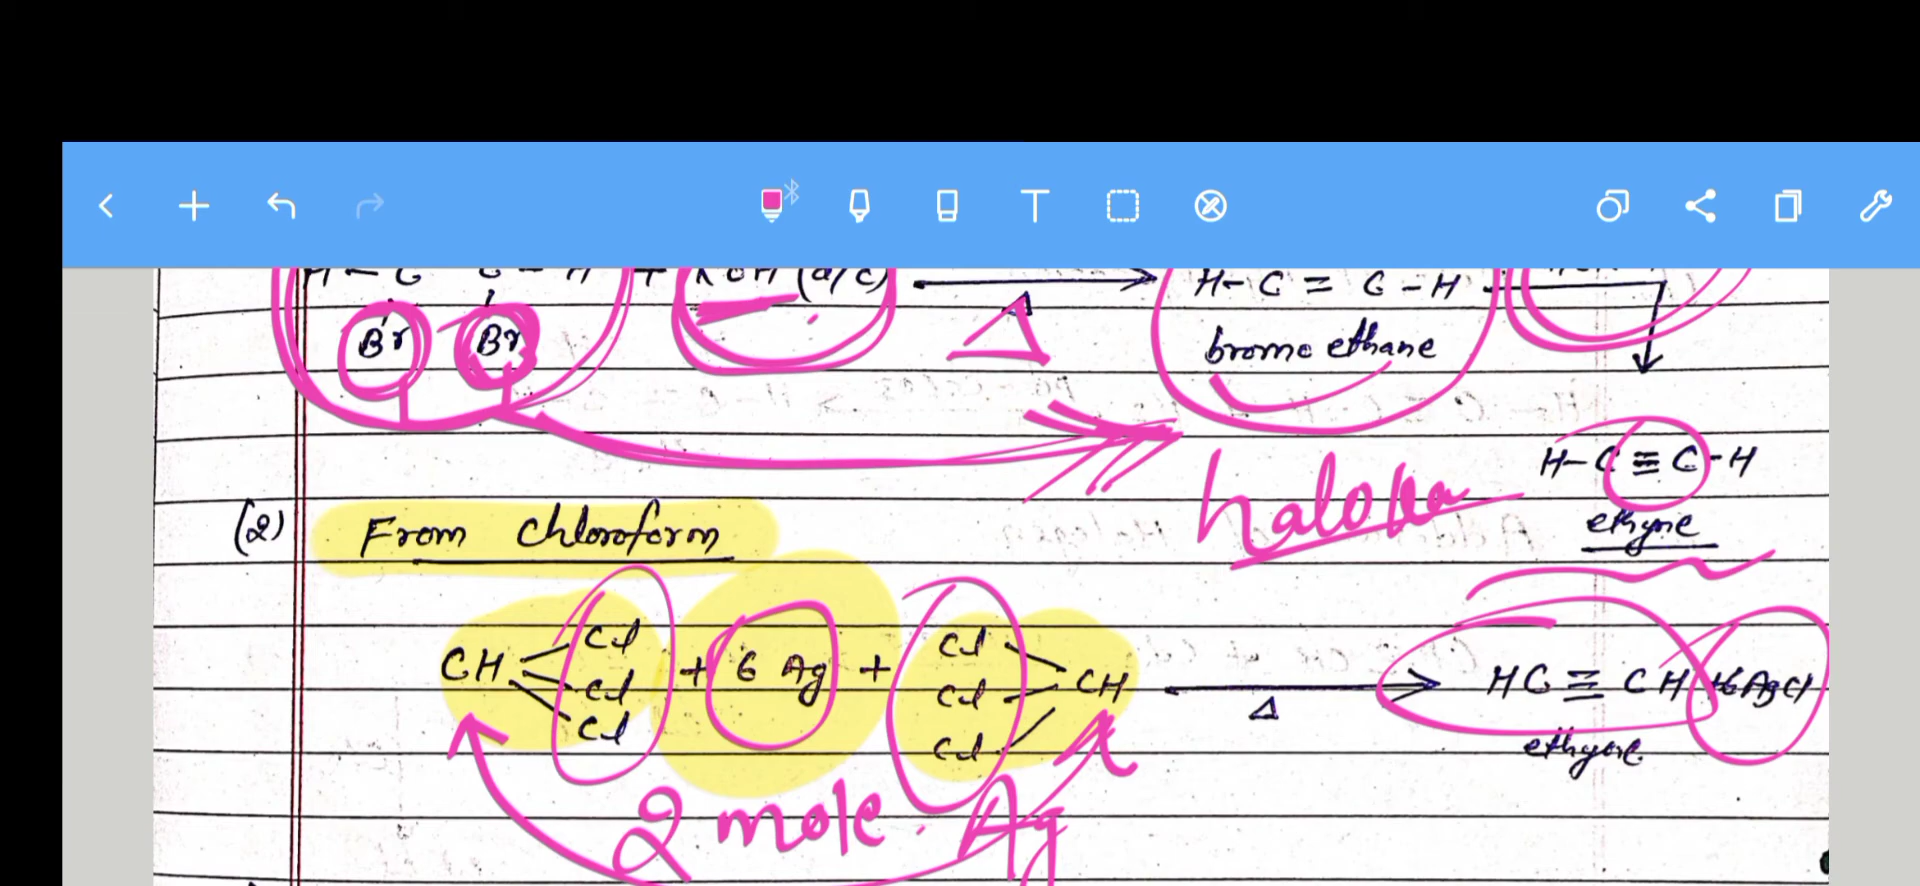 T
KOH (alc)
H-C = C-H
Br Br
Δ
bromo ethane
H-C≡C-H
ethyne
halo
(2) From Chloroform
CH Cl Cl Cl + 6 Ag + Cl Cl Cl CH Δ HC ≡ CH +6AgCl
ethyne
2 mole. Ag